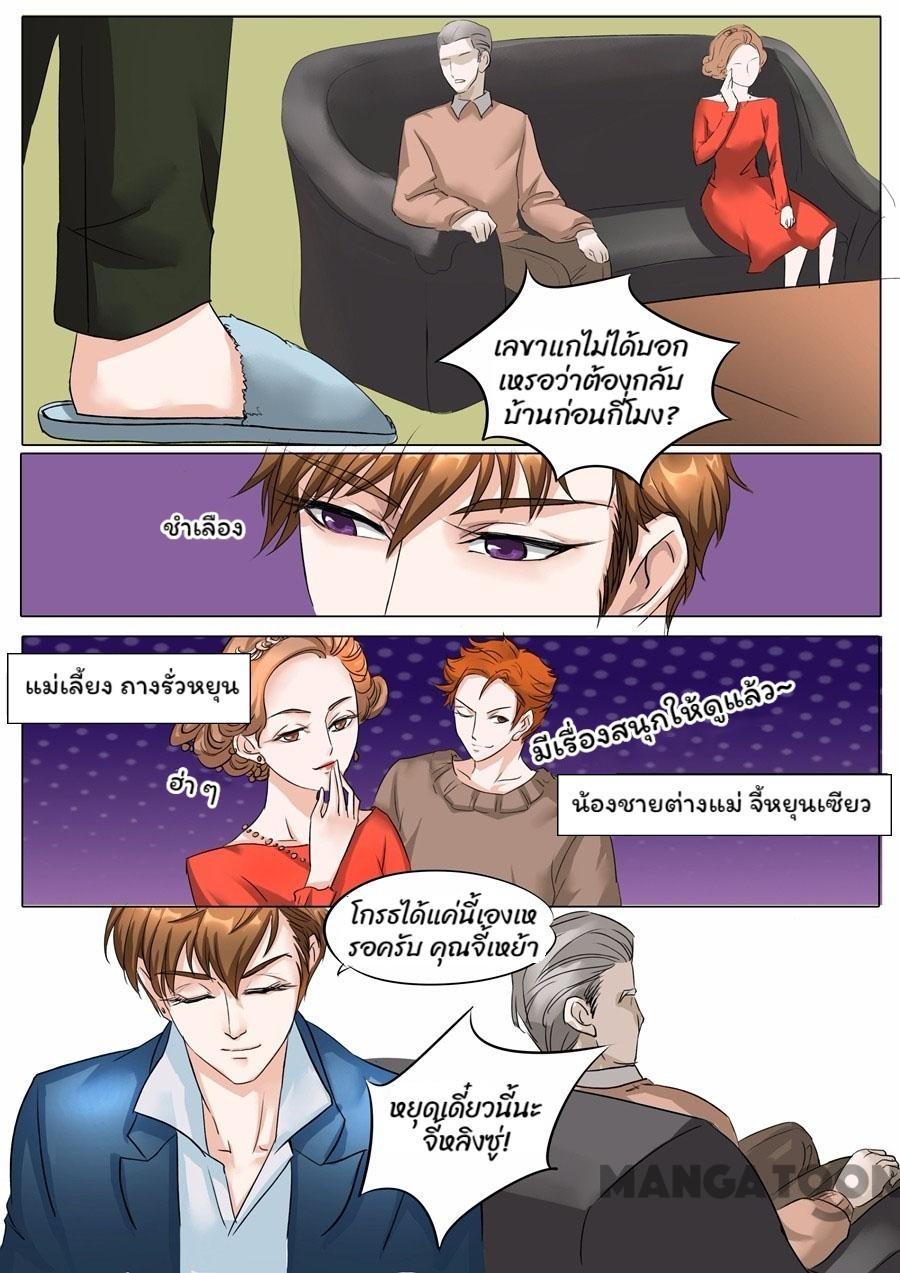 เลขาแกไม่ได้บอก
เหรอว่าต้องกลับ
บ้านก่อนกี่โมง?
ชำเลือง
แม่เลี้ยง ถางรั่วหยุน
มีเรื่องสนุกให้ดูแล้ว~
ฮ่า ๆ
น้องชายต่างแม่ จี้หยุนเซียว
โกรธได้แค่นี้เองเห
รอครับ คุณจี้เหย้า
หยุดเดี๋ยวนี้นะ
จี้หลิงซู่!
MANGATOON